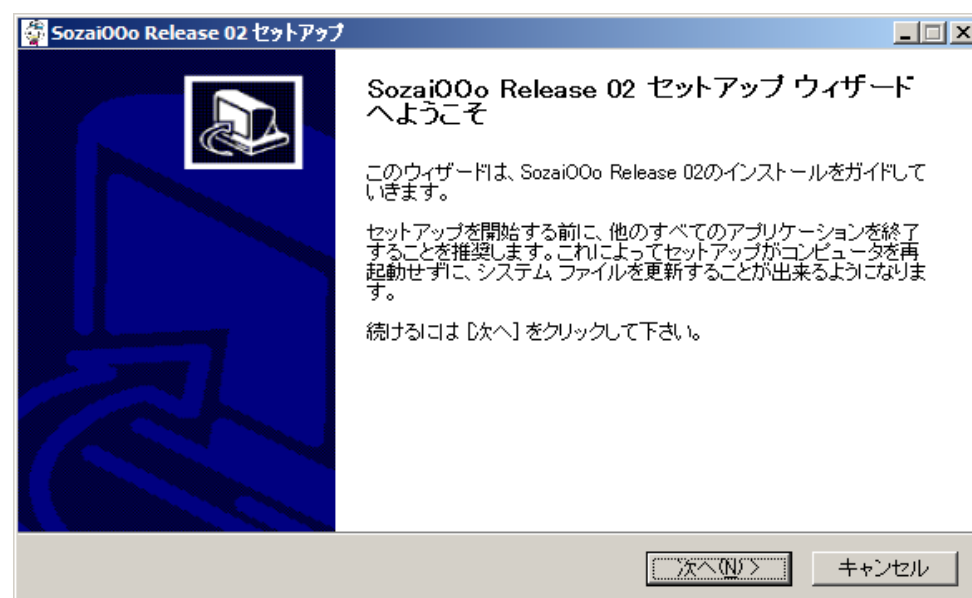 SozaiOOo Release 02 セットアップ
SozaiOOo Release 02 セットアップ ウィザード
へようこそ
このウィザードは、SozaiOOo Release 02のインストールをガイドして
いきます。
セットアップを開始する前に、他のすべてのアプリケーションを終了
することを推奨します。これによってセットアップがコンピュータを再
起動せずに、システム ファイルを更新することが出来るようになりま
す。
続けるには [次へ] をクリックして下さい。
次へ(N) >
キャンセル